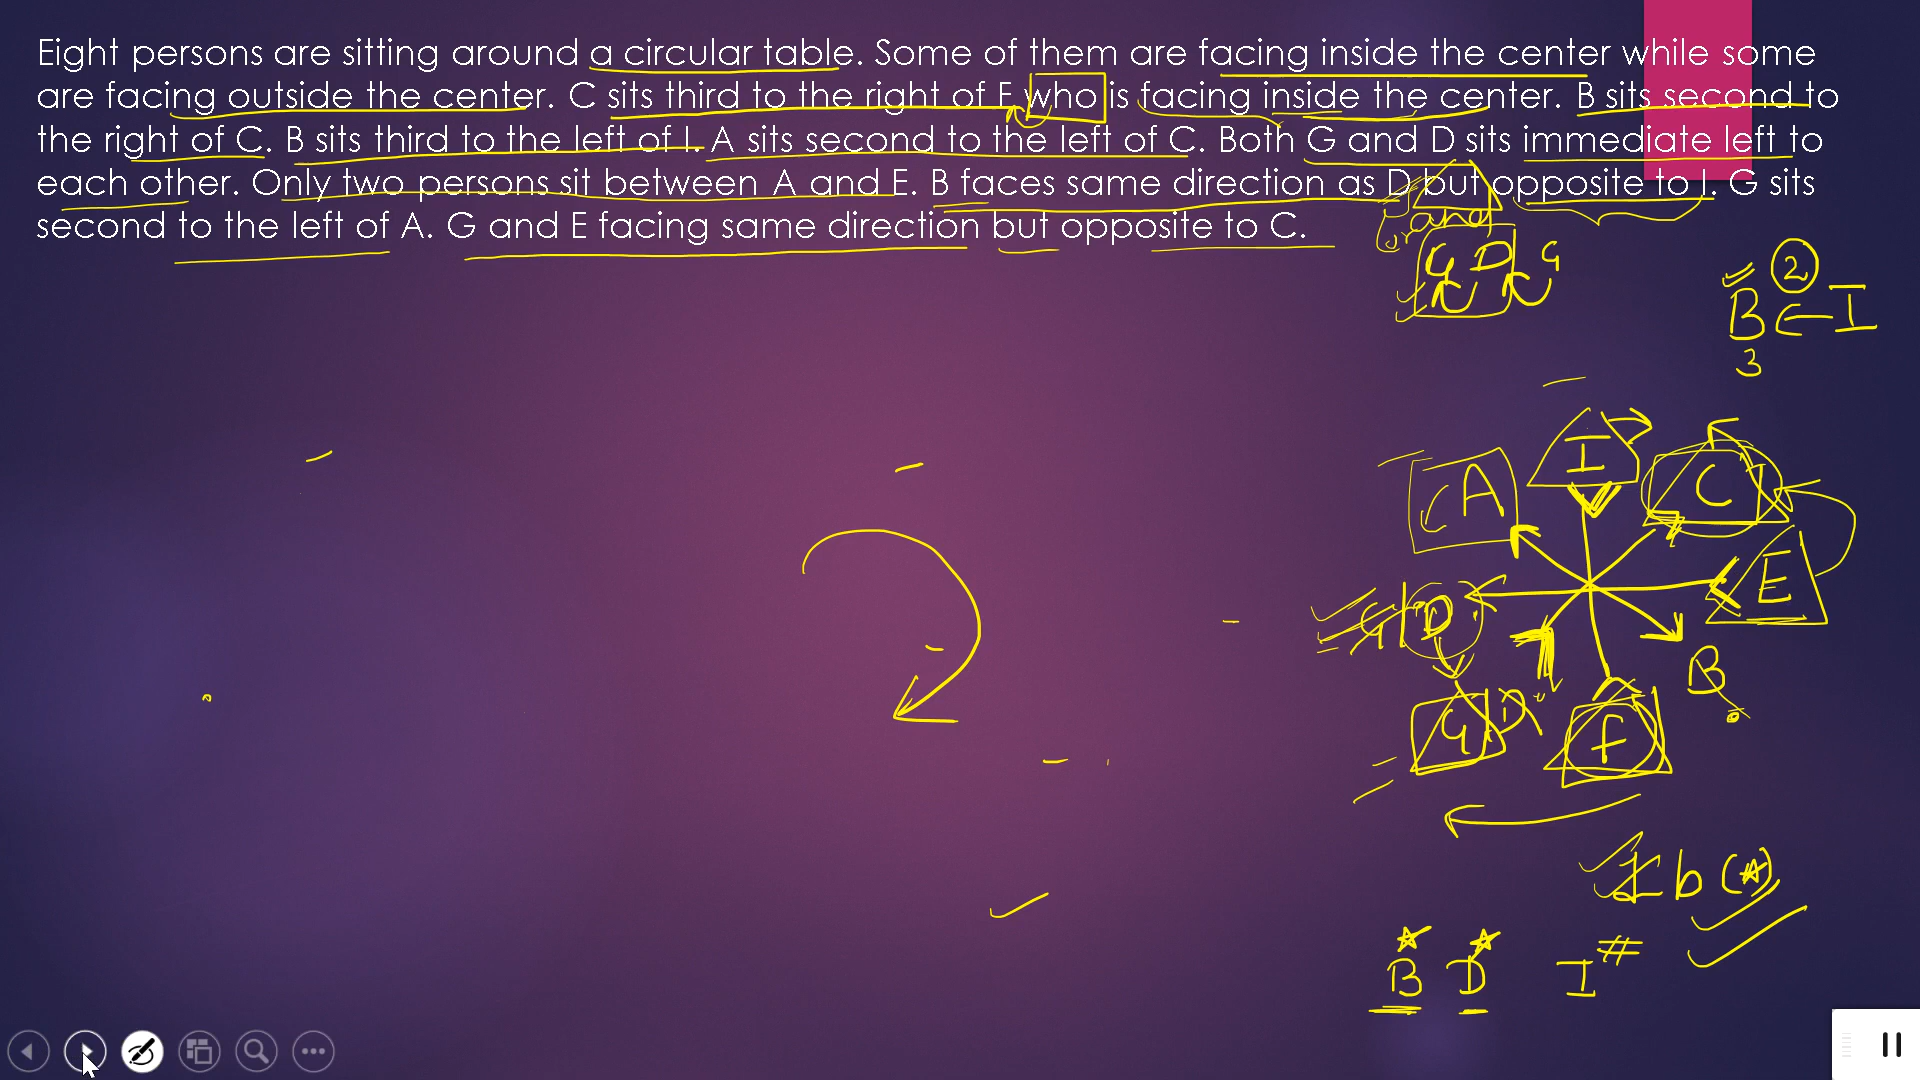 Eight persons are sitting around a circular table. Some of them are facing inside the center while some
are facing outside the center. C sits third to the right of F who is facing inside the center. B sits second to
the right of C. B sits third to the left of I. A sits second to the left of C. Both G and D sits immediate left to
each other. Only two persons sit between A and E. B faces same direction as D but opposite to I. G sits
second to the left of A. G and E facing same direction but opposite to C.
and
G D G
2
B I
3
I
A C
E
G D
B
G D F
b
B D I #